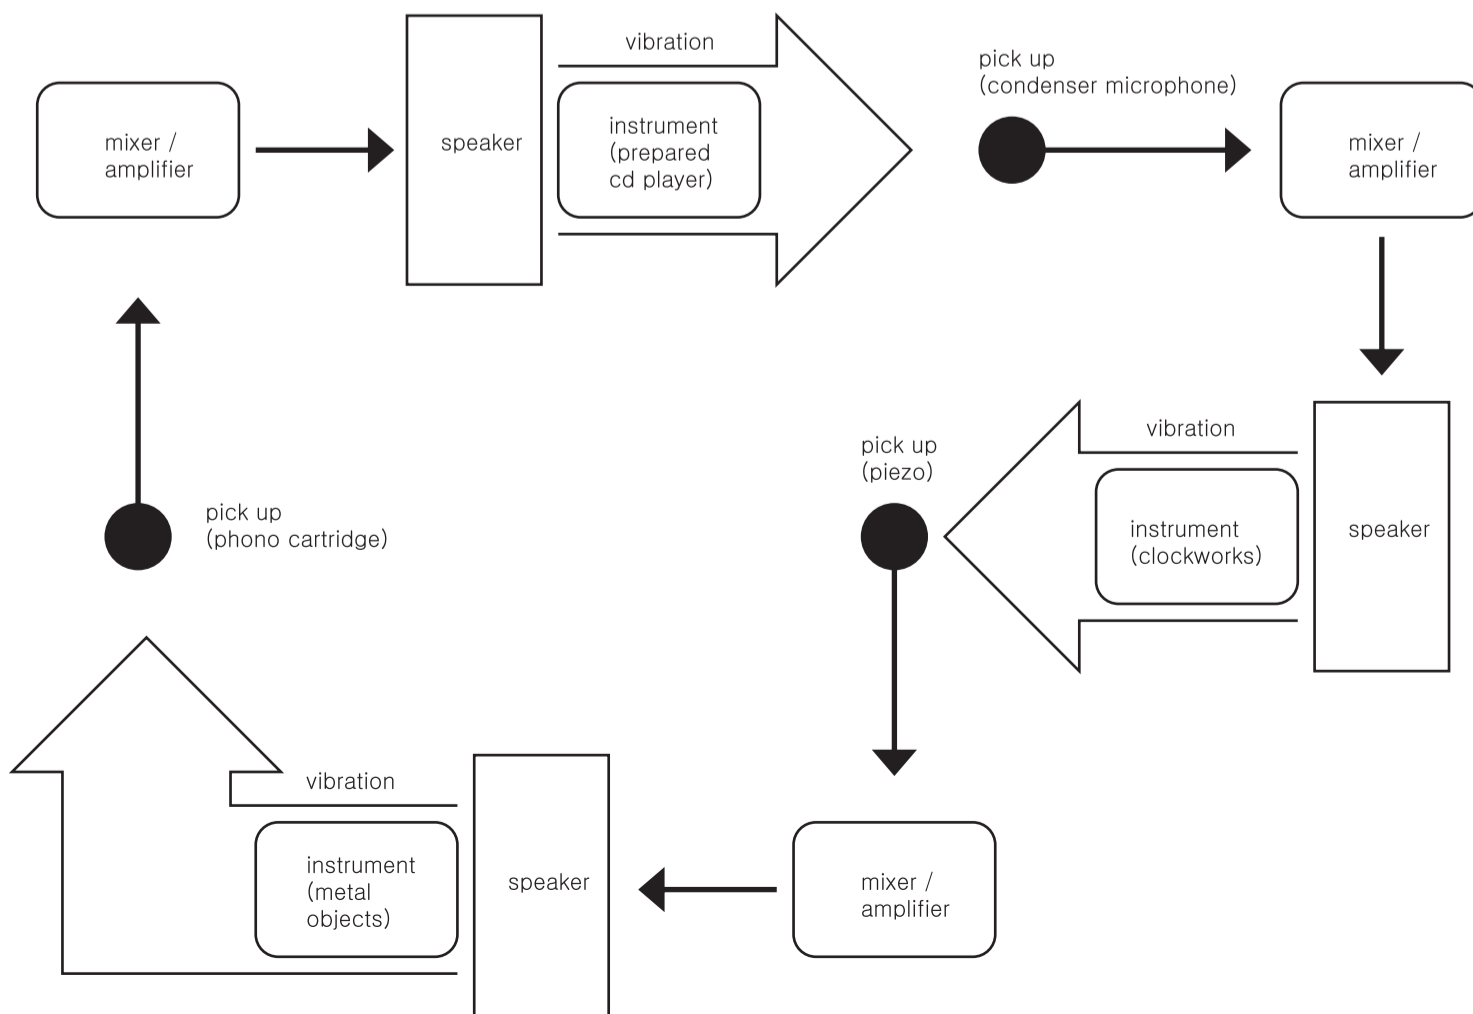 vibration
mixer /
amplifier
speaker
instrument
(prepared
cd player)
pick up
(condenser microphone)
mixer /
amplifier
pick up
(piezo)
vibration
instrument
(clockworks)
speaker
pick up
(phono cartridge)
vibration
instrument
(metal
objects)
speaker
mixer /
amplifier